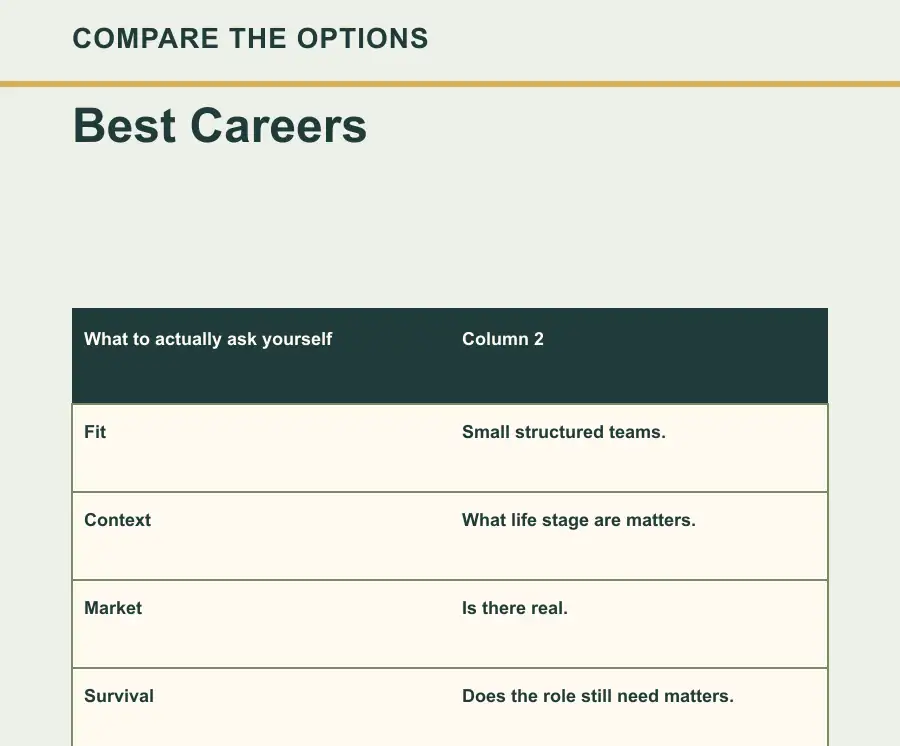 COMPARE THE OPTIONS
Best Careers
What to actually ask yourself Column 2
Fit Small structured teams.
Context What life stage are matters.
Market Is there real.
Survival Does the role still need matters.